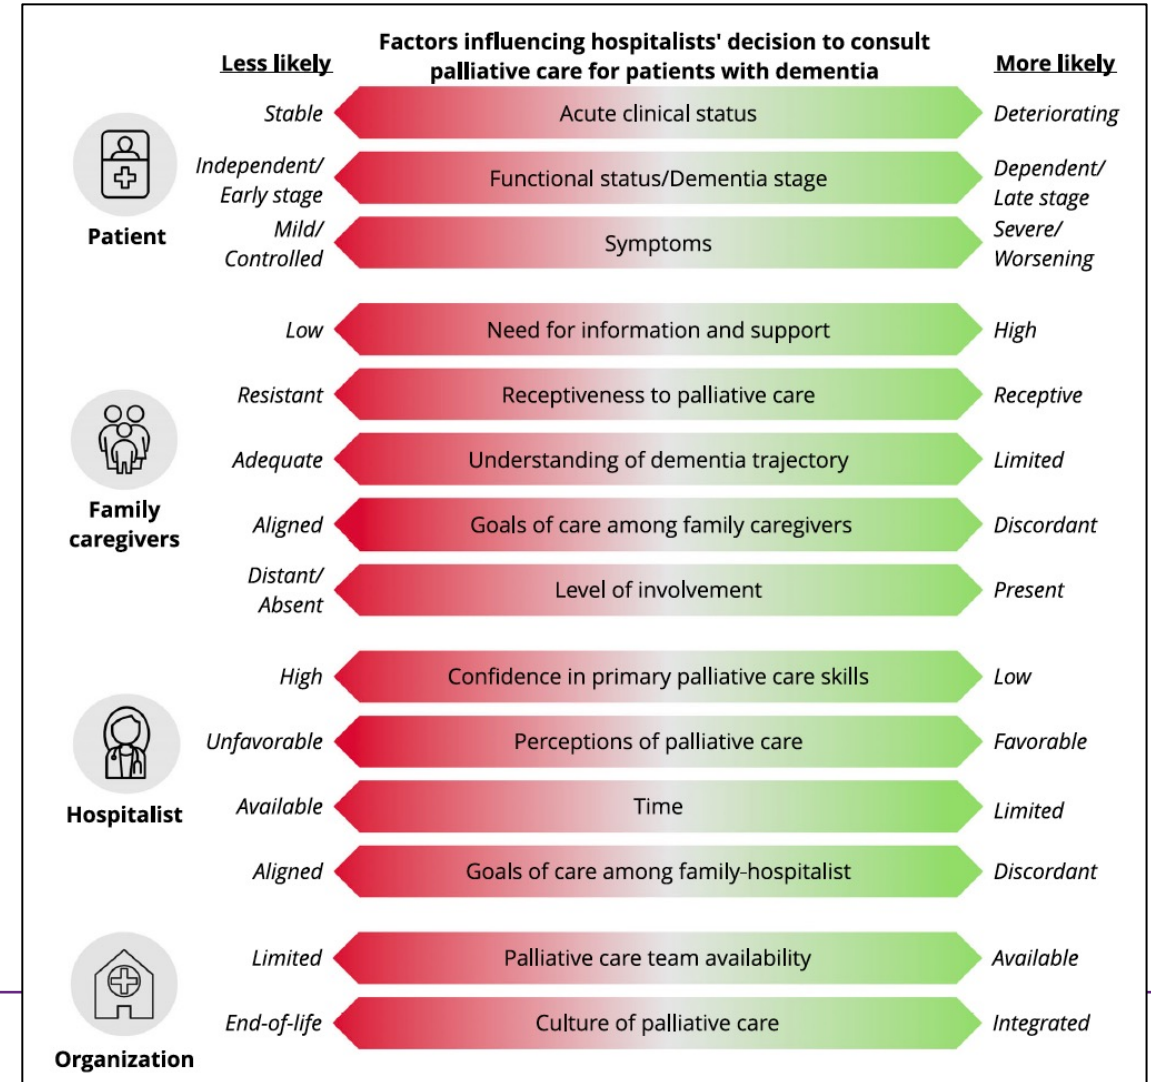 Factors influencing hospitalists' decision to consult
palliative care for patients with dementia
Less likely
More likely
Patient
Stable
Acute clinical status
Deteriorating
Independent/
Early stage
Functional status/Dementia stage
Dependent/
Late stage
Mild/
Controlled
Symptoms
Severe/
Worsening
Family
caregivers
Low
Need for information and support
High
Resistant
Receptiveness to palliative care
Receptive
Adequate
Understanding of dementia trajectory
Limited
Aligned
Goals of care among family caregivers
Discordant
Distant/
Absent
Level of involvement
Present
Hospitalist
High
Confidence in primary palliative care skills
Low
Unfavorable
Perceptions of palliative care
Favorable
Available
Time
Limited
Aligned
Goals of care among family-hospitalist
Discordant
Organization
Limited
Palliative care team availability
Available
End-of-life
Culture of palliative care
Integrated